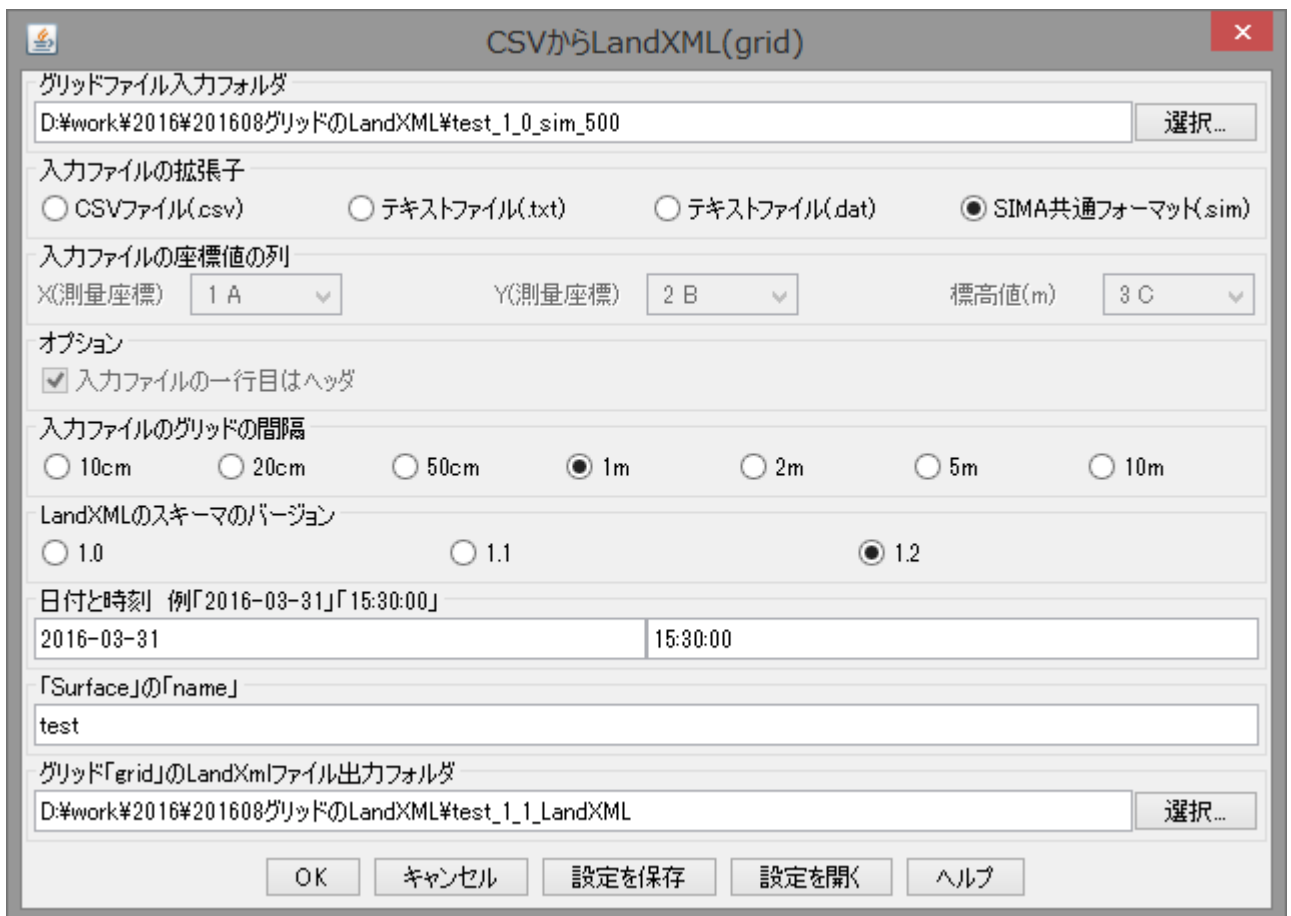 CSVからLandXML(grid)
グリッドファイル入力フォルダ
D:¥work¥2016¥201608グリッドのLandXML¥test_1_0_sim_500 選択...
入力ファイルの拡張子
CSVファイル(.csv) テキストファイル(.txt) テキストファイル(.dat) SIMA共通フォーマット(.sim)
入力ファイルの座標値の列
X(測量座標) 1 A Y(測量座標) 2 B 標高値(m) 3 C
オプション
入力ファイルの一行目はヘッダ
入力ファイルのグリッドの間隔
10cm 20cm 50cm 1m 2m 5m 10m
LandXMLのスキーマのバージョン
1.0 1.1 1.2
日付と時刻 例「2016-03-31」「15:30:00」
2016-03-31 15:30:00
「Surface」の「name」
test
グリッド「grid」のLandXmlファイル出力フォルダ
D:¥work¥2016¥201608グリッドのLandXML¥test_1_1_LandXML 選択...
OK キャンセル 設定を保存 設定を開く ヘルプ